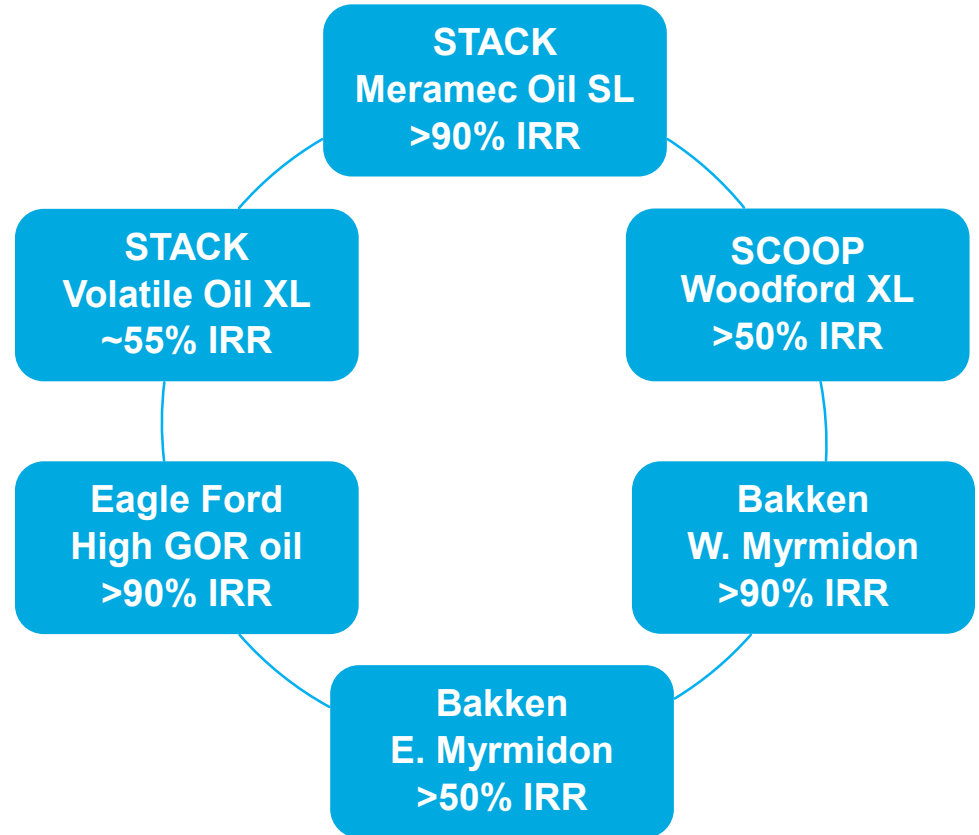 STACK
Meramec Oil SL
>90% IRR
STACK
Volatile Oil XL
~55% IRR
SCOOP
Woodford XL
>50% IRR
Eagle Ford
High GOR oil
>90% IRR
Bakken
W. Myrmidon
>90% IRR
Bakken
E. Myrmidon
>50% IRR